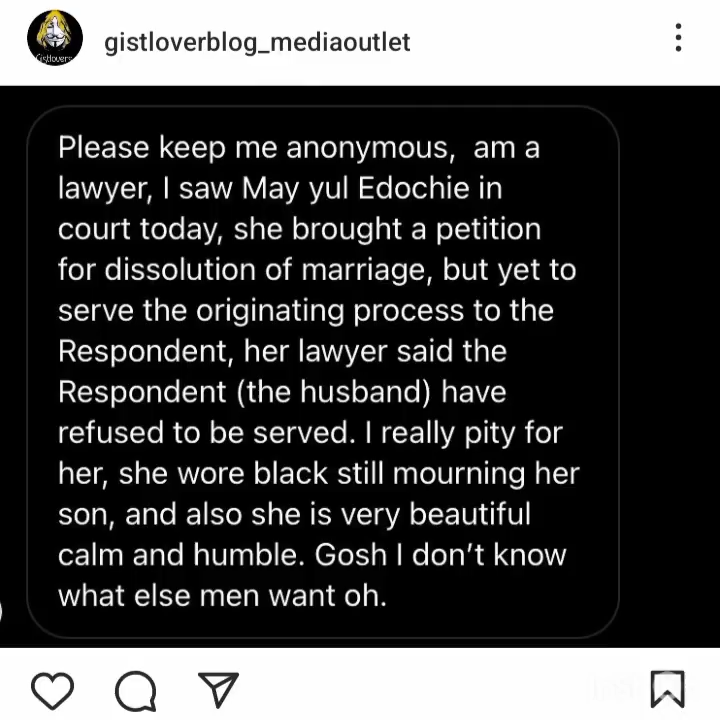 Gistlovers
gistloverblog_mediaoutlet
Please keep me anonymous, am a
lawyer, I saw May yul Edochie in
court today, she brought a petition
for dissolution of marriage, but yet to
serve the originating process to the
Respondent, her lawyer said the
Respondent (the husband) have
refused to be served. I really pity for
her, she wore black still mourning her
son, and also she is very beautiful
calm and humble. Gosh I don't know
what else men want oh.